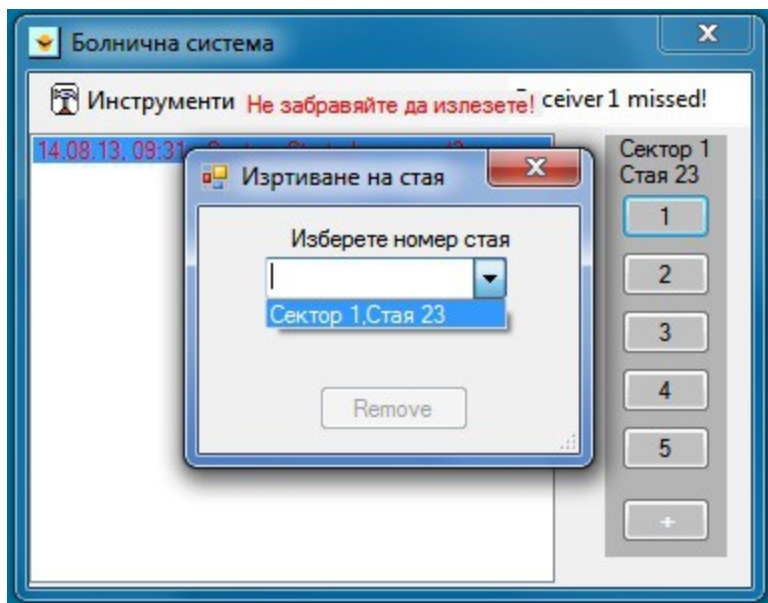 Болнична система
Инструменти Не забравяйте да излезете! ceiver 1 missed!
14.08.13, 09:31
Сектор 1
Стая 23
Изртиване на стая
1
Изберете номер стая
2
Сектор 1,Стая 23
3
4
Remove
5
+